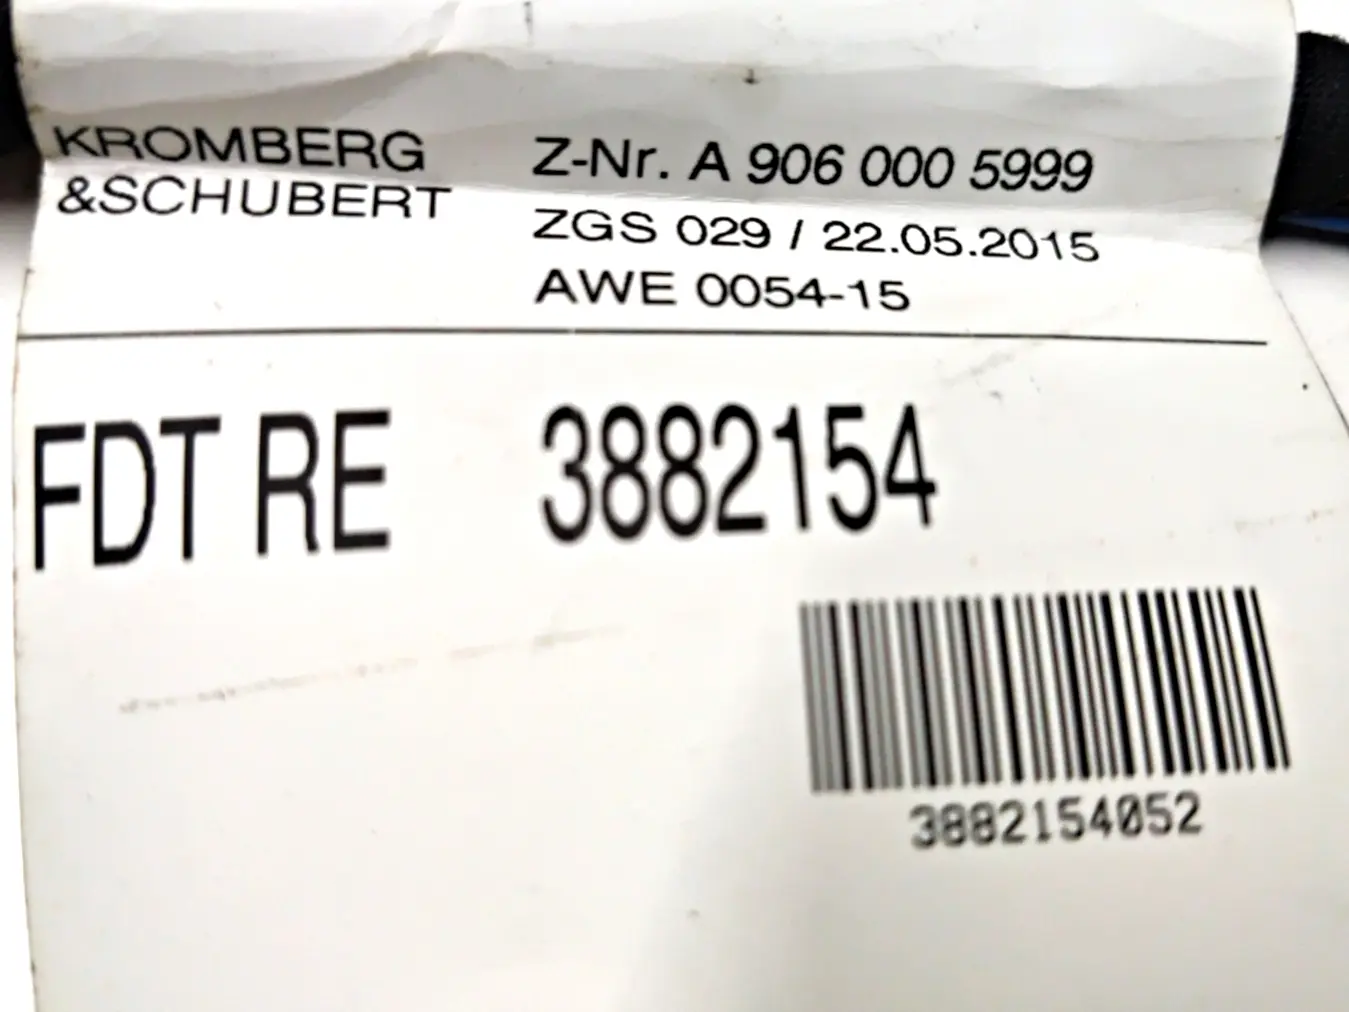 KROMBERG
&SCHUBERT
Z-Nr. A 906 000 5999
ZGS 029 / 22.05.2015
AWE 0054-15
FDT RE 3882154
3882154052